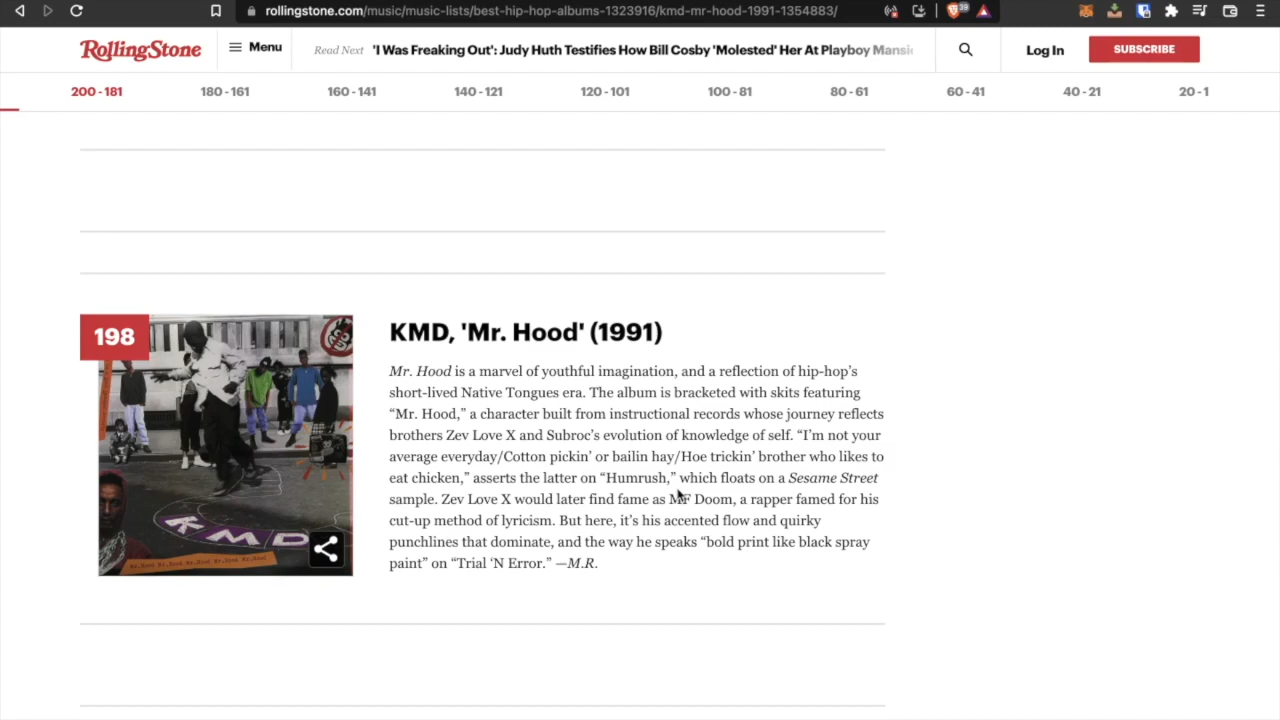 rollingstone.com/music/music-lists/best-hip-hop-albums-1323916/kmd-mr-hood-1991-1354883/
39
RollingStone
Menu
Read Next 'I Was Freaking Out': Judy Huth Testifies How Bill Cosby 'Molested' Her At Playboy Mansi
Log In
SUBSCRIBE
200 - 181 180 - 161 160 - 141 140 - 121 120 - 101 100 - 81 80 - 61 60 - 41 40 - 21 20 - 1
198
KMD
KMD, 'Mr. Hood' (1991)
Mr. Hood is a marvel of youthful imagination, and a reflection of hip-hop’s
short-lived Native Tongues era. The album is bracketed with skits featuring
“Mr. Hood,” a character built from instructional records whose journey reflects
brothers Zev Love X and Subroc’s evolution of knowledge of self. “I’m not your
average everyday/Cotton pickin’ or bailin hay/Hoe trickin’ brother who likes to
eat chicken,” asserts the latter on “Humrush,” which floats on a Sesame Street
sample. Zev Love X would later find fame as MF Doom, a rapper famed for his
cut-up method of lyricism. But here, it’s his accented flow and quirky
punchlines that dominate, and the way he speaks “bold print like black spray
paint” on “Trial ‘N Error.” —M.R.